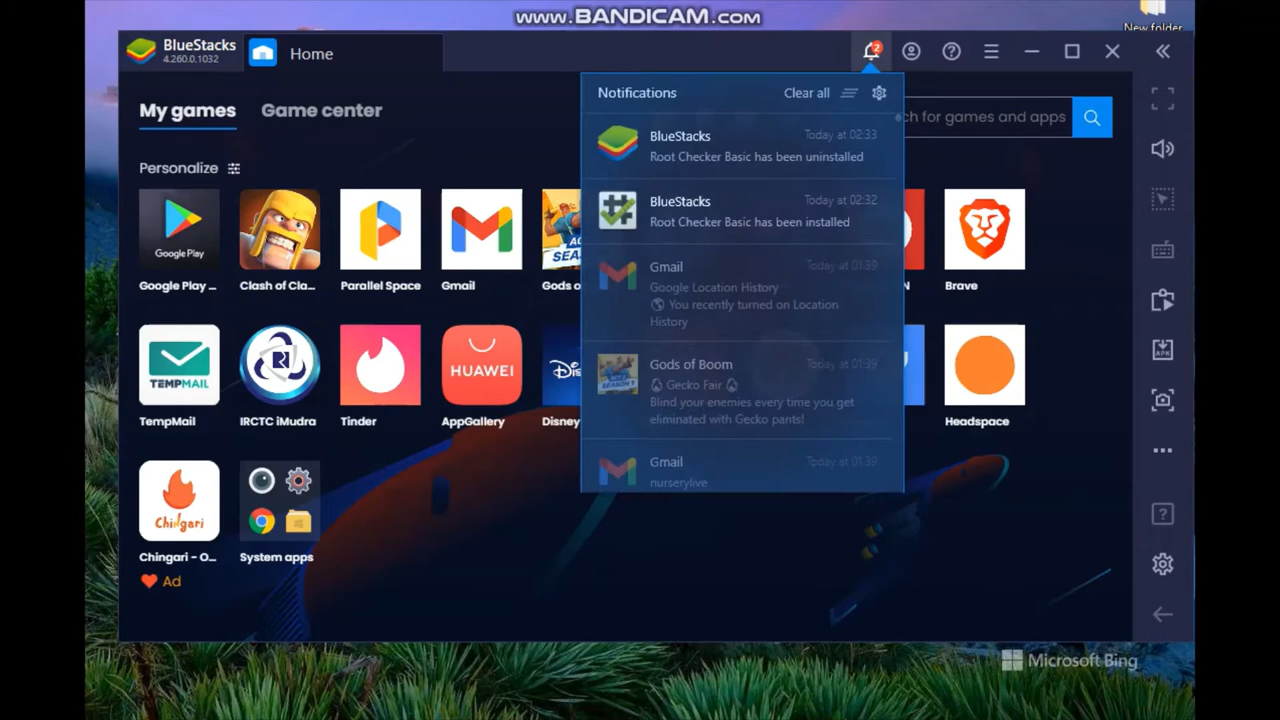 www.BANDICAM.com
New folder
BlueStacks
4.260.0.1032
Home
2
My games
Game center
Notifications
Clear all
ch for games and apps
BlueStacks
Today at 02:33
Root Checker Basic has been uninstalled
BlueStacks
Today at 02:32
Root Checker Basic has been installed
Gmail
Today at 01:39
Google Location History
You recently turned on Location
History
Gods of Boom
Today at 01:39
Gecko Fair
Blind your enemies every time you get
eliminated with Gecko pants!
Gmail
Today at 01:39
nurserylive
Personalize
Google Play
Google Play ...
Clash of Cla...
Parallel Space
Gmail
Gods o
N
Brave
TEMPMAIL
TempMail
IRCTC iMudra
Tinder
HUAWEI
AppGallery
Disney
Headspace
Chingari
Chingari - O...
Ad
System apps
APK
Microsoft Bing